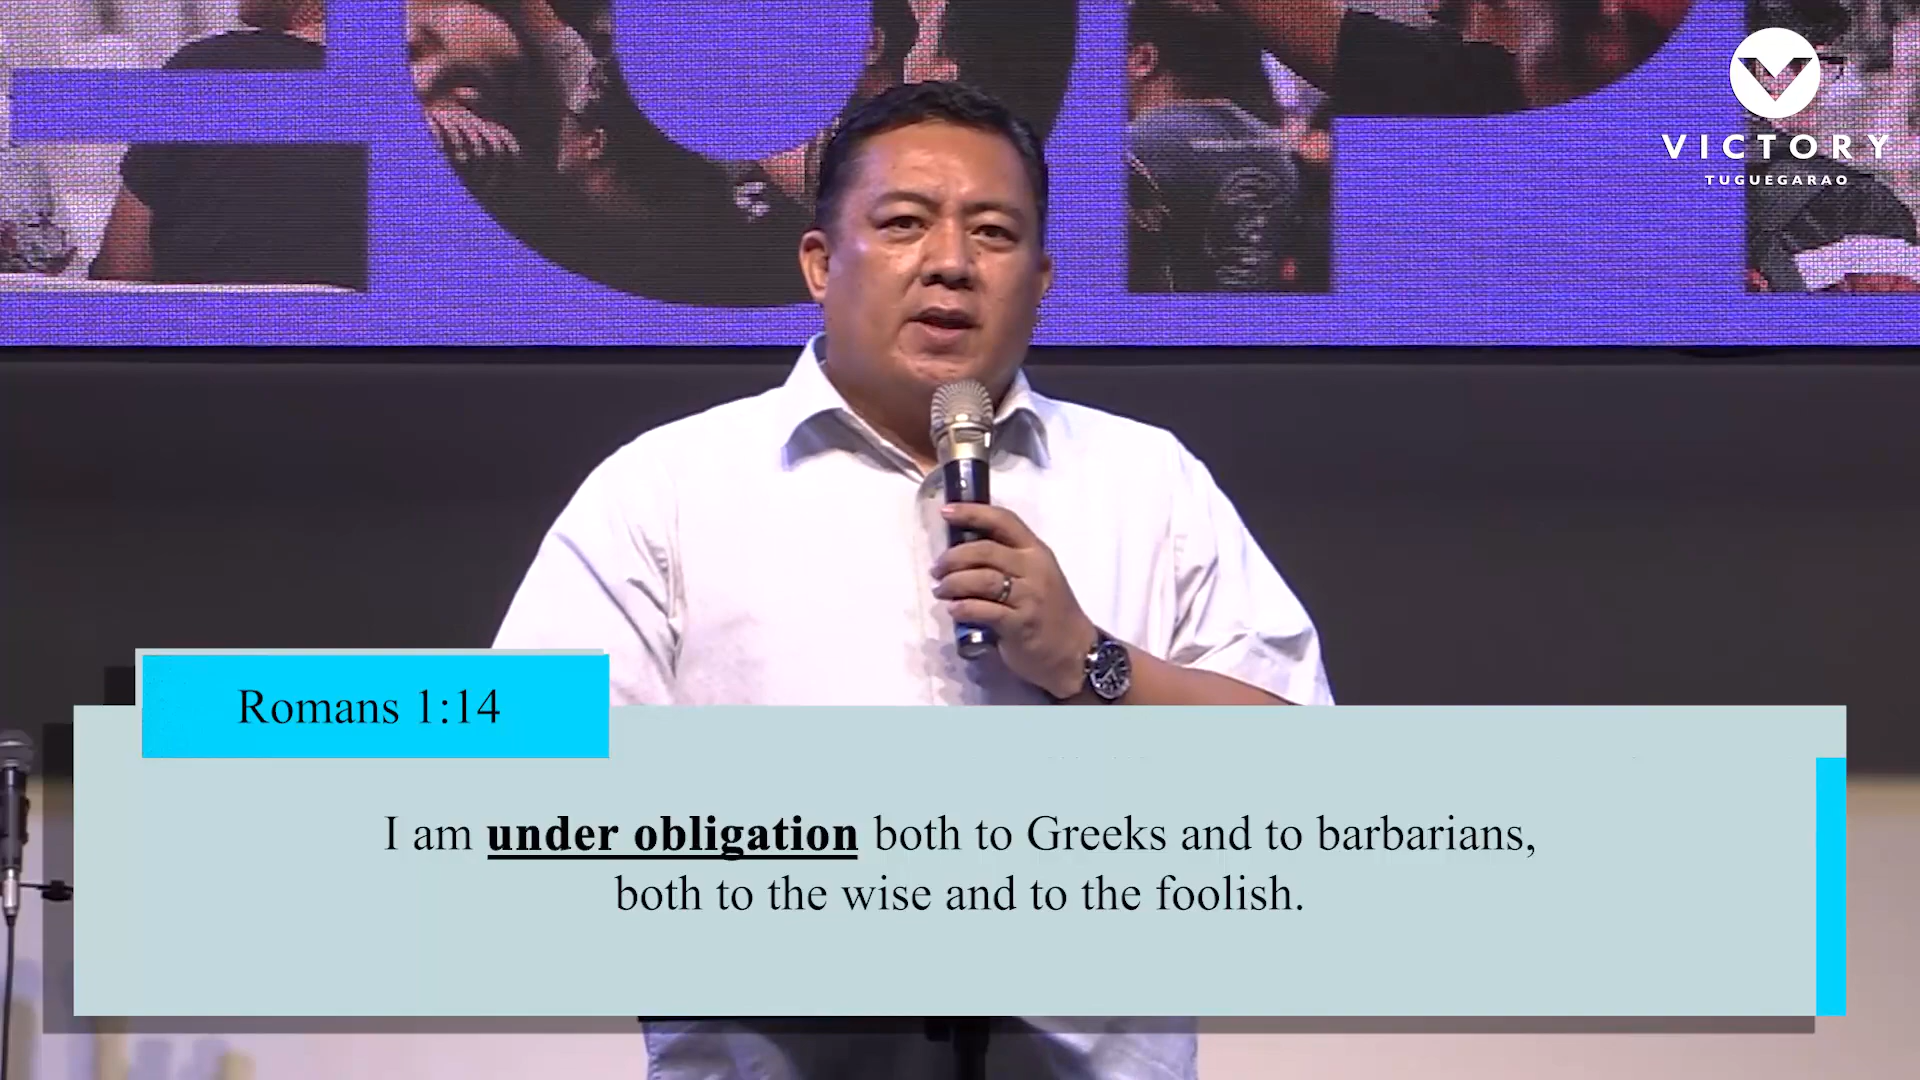 VICTORY
TUGUEGARAO
Romans 1:14
I am under obligation both to Greeks and to barbarians,
both to the wise and to the foolish.